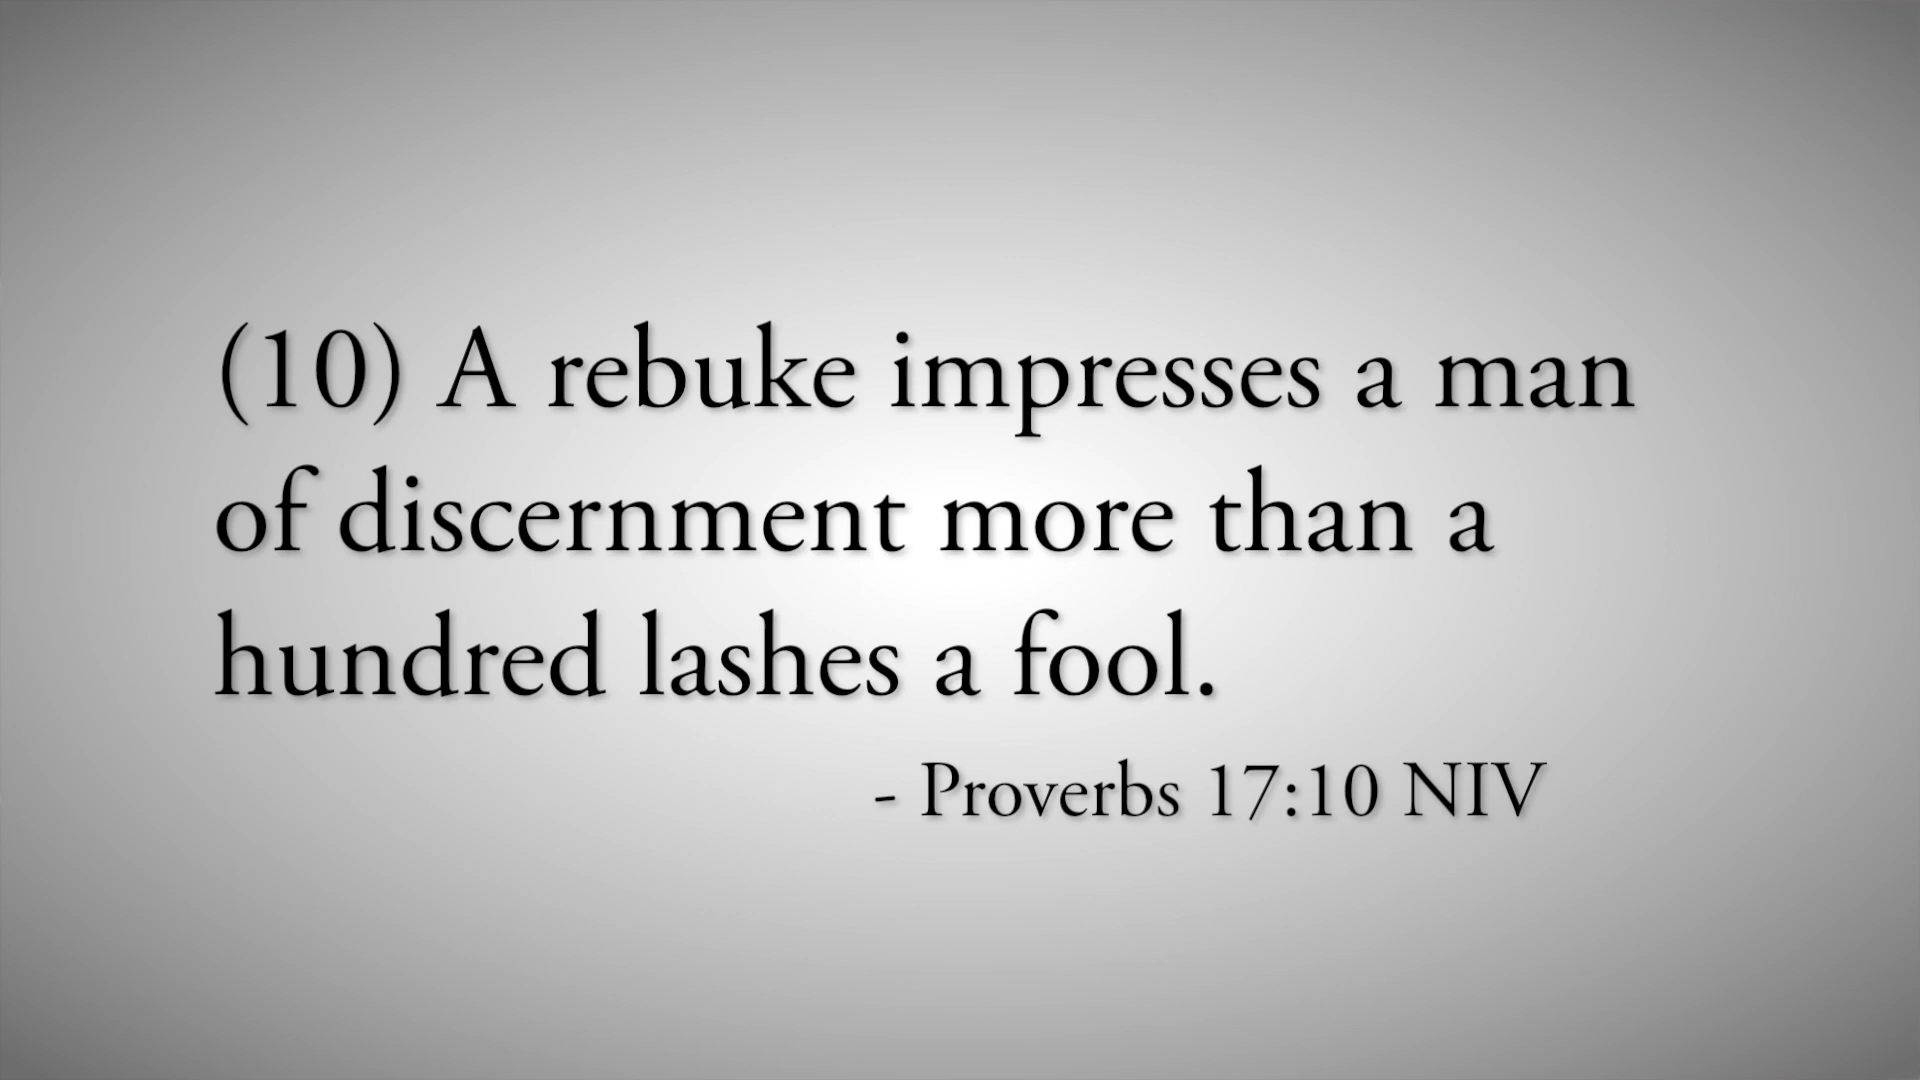 (10) A rebuke impresses a man
of discernment more than a
hundred lashes a fool.
- Proverbs 17:10 NIV